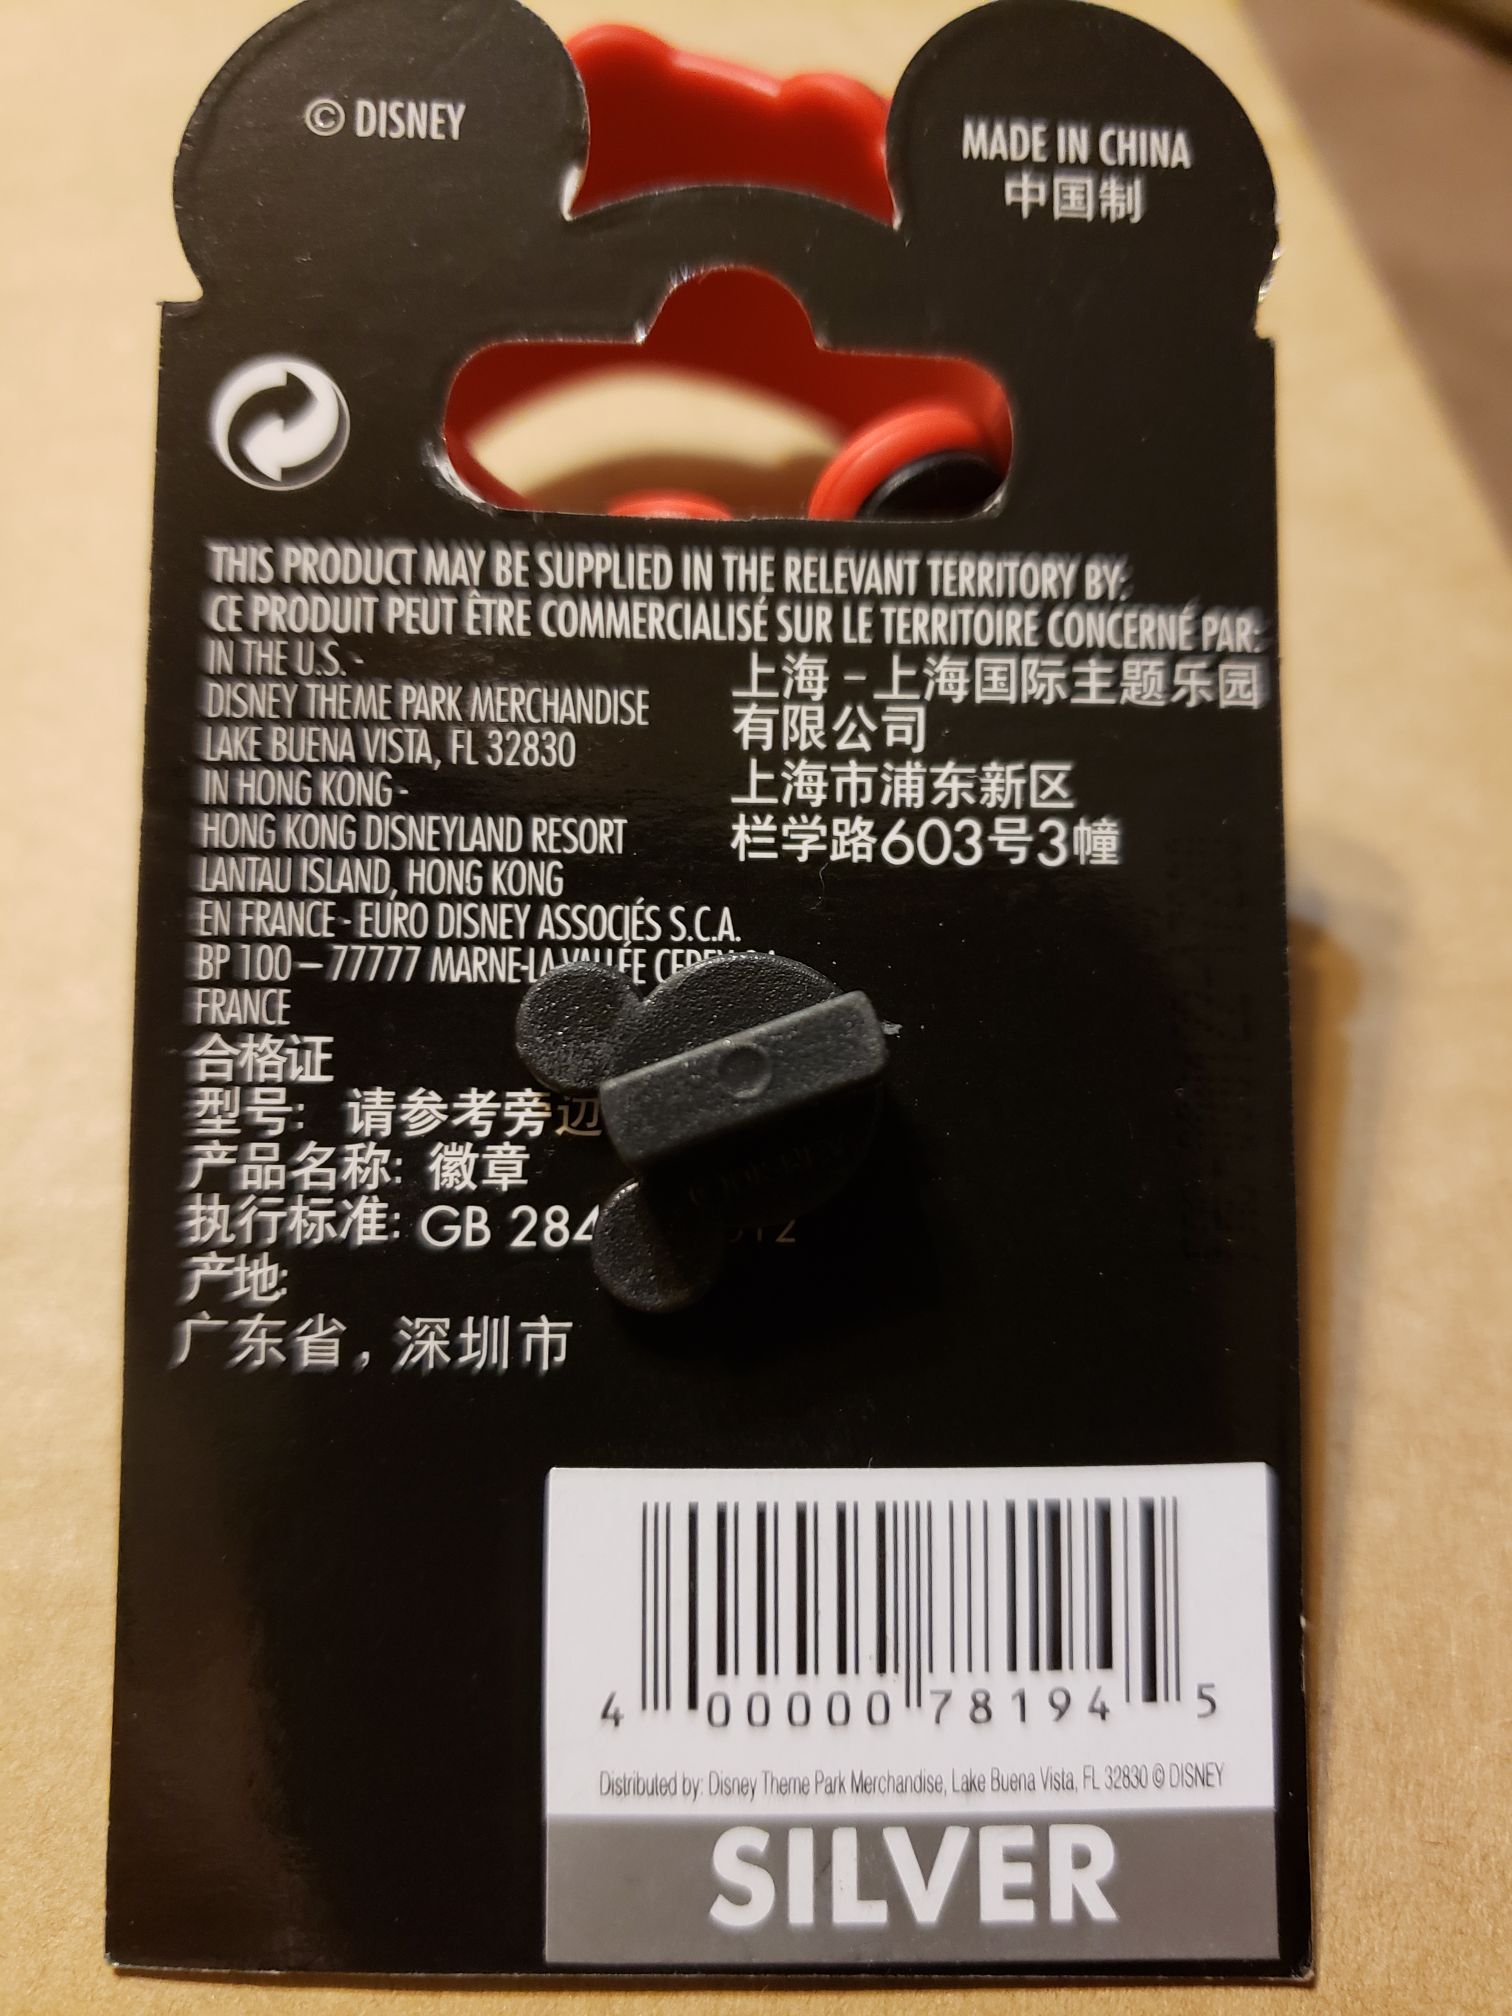 © DISNEY
MADE IN CHINA
中国制
THIS PRODUCT MAY BE SUPPLIED IN THE RELEVANT TERRITORY BY:
CE PRODUIT PEUT ÊTRE COMMERCIALISÉ SUR LE TERRITOIRE CONCERNÉ PAR:
IN THE U.S. -
DISNEY THEME PARK MERCHANDISE
LAKE BUENA VISTA, FL 32830
IN HONG KONG -
HONG KONG DISNEYLAND RESORT
LANTAU ISLAND, HONG KONG
EN FRANCE - EURO DISNEY ASSOCIÉS S.C.A.
BP 100 – 77777 MARNE-LA-VALLÉE
FRANCE
上海 - 上海国际主题乐园
有限公司
上海市浦东新区
栏学路603号3幢
合格证
型号: 请参考旁边
产品名称: 徽章
执行标准: GB 284
产地:
广东省, 深圳市
4 00000 78194 5
Distributed by: Disney Theme Park Merchandise, Lake Buena Vista, FL 32830 © DISNEY
SILVER